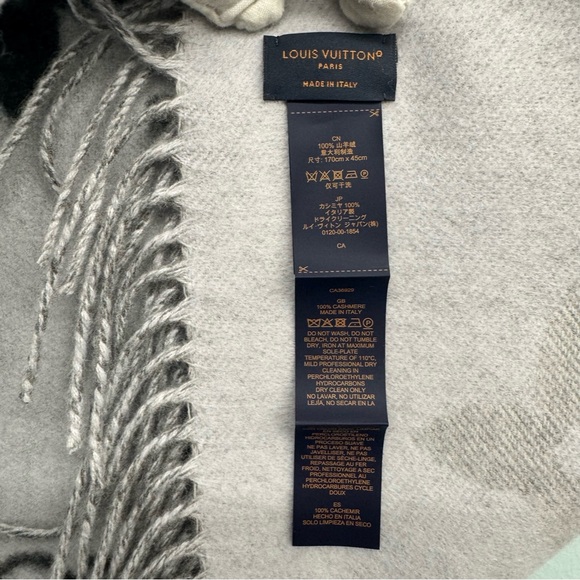 LOUIS VUITTON
PARIS
MADE IN ITALY
CN
100% 山羊绒
意大利制造
尺寸: 170cm x 45cm
仅可干洗
JP
カシミヤ 100%
イタリア製
ドライクリーニング
ルイ・ヴィトン ジャパン(株)
0120-00-1854
CA
GB
100% CASHMERE
MADE IN ITALY
DO NOT WASH, DO NOT
BLEACH, DO NOT TUMBLE
DRY, IRON AT MAXIMUM
SOLE-PLATE
TEMPERATURE OF 110°C,
MILD PROFESSIONAL DRY
CLEANING IN
PERCHLOROETHYLENE
HYDROCARBONS
DRY CLEAN ONLY
NO LAVAR, NO UTILIZAR
LEJÍA, NO SECAR EN LA
PERCLOROETILENO
HIDROCARBUROS EN UN
PROCESO SUAVE
NE PAS LAVER, NE PAS
JAVELLISER, NE PAS
UTILISER DE SÈCHE-LINGE,
REPASSAGE AU FER
FROID, NETTOYAGE A SEC
PROFESSIONNEL AU
PERCHLOROÉTHYLÈNE
HYDROCARBURES CYCLE
DOUX
ES
100% CACHEMIR
HECHO EN ITALIA
SOLO LIMPIEZA EN SECO